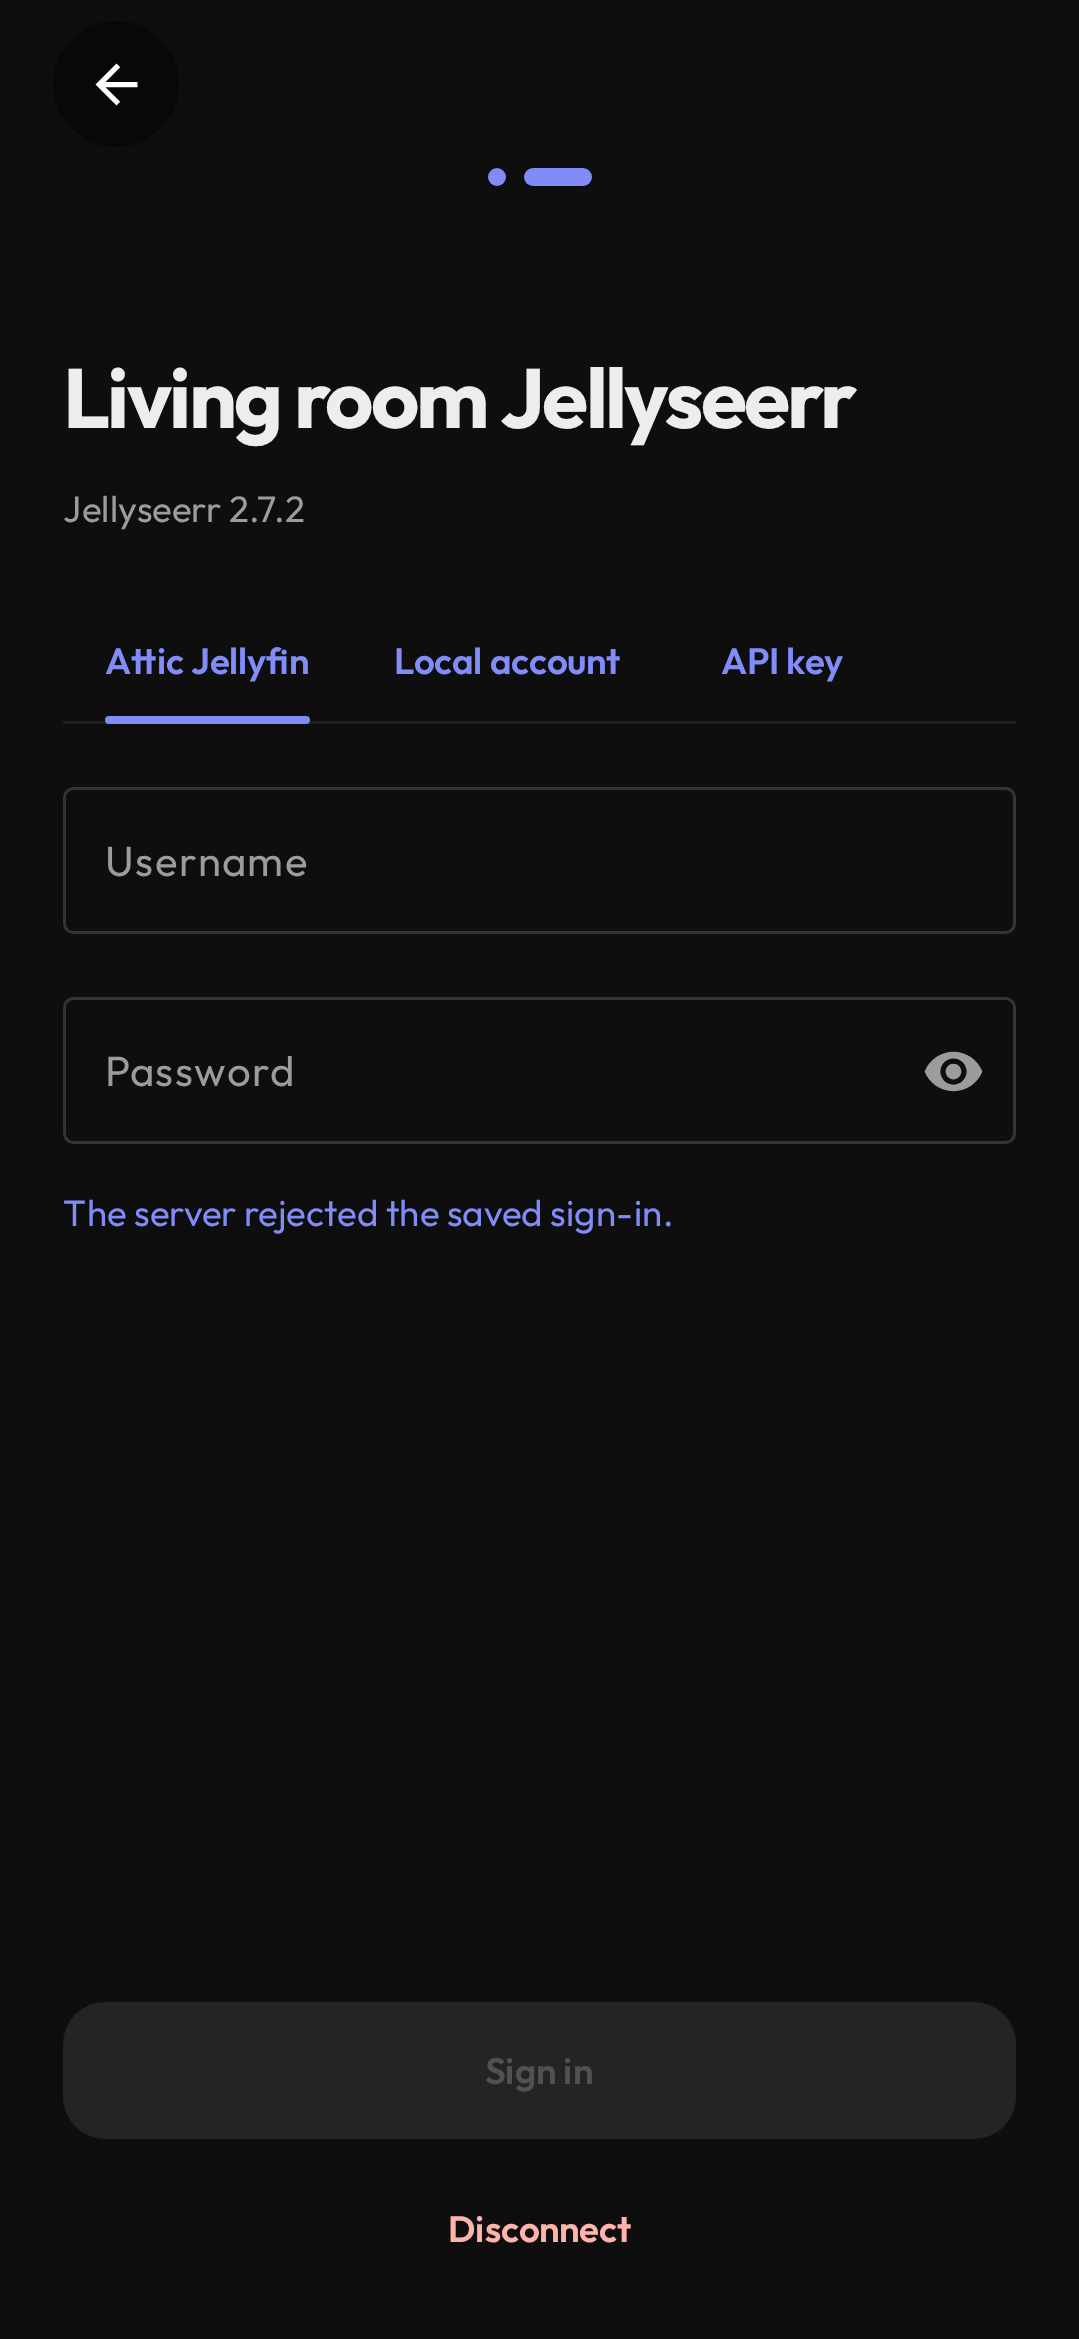 Living room Jellyseerr
Jellyseerr 2.7.2
Attic Jellyfin
Local account
API key
Username
Password
The server rejected the saved sign-in.
Sign in
Disconnect